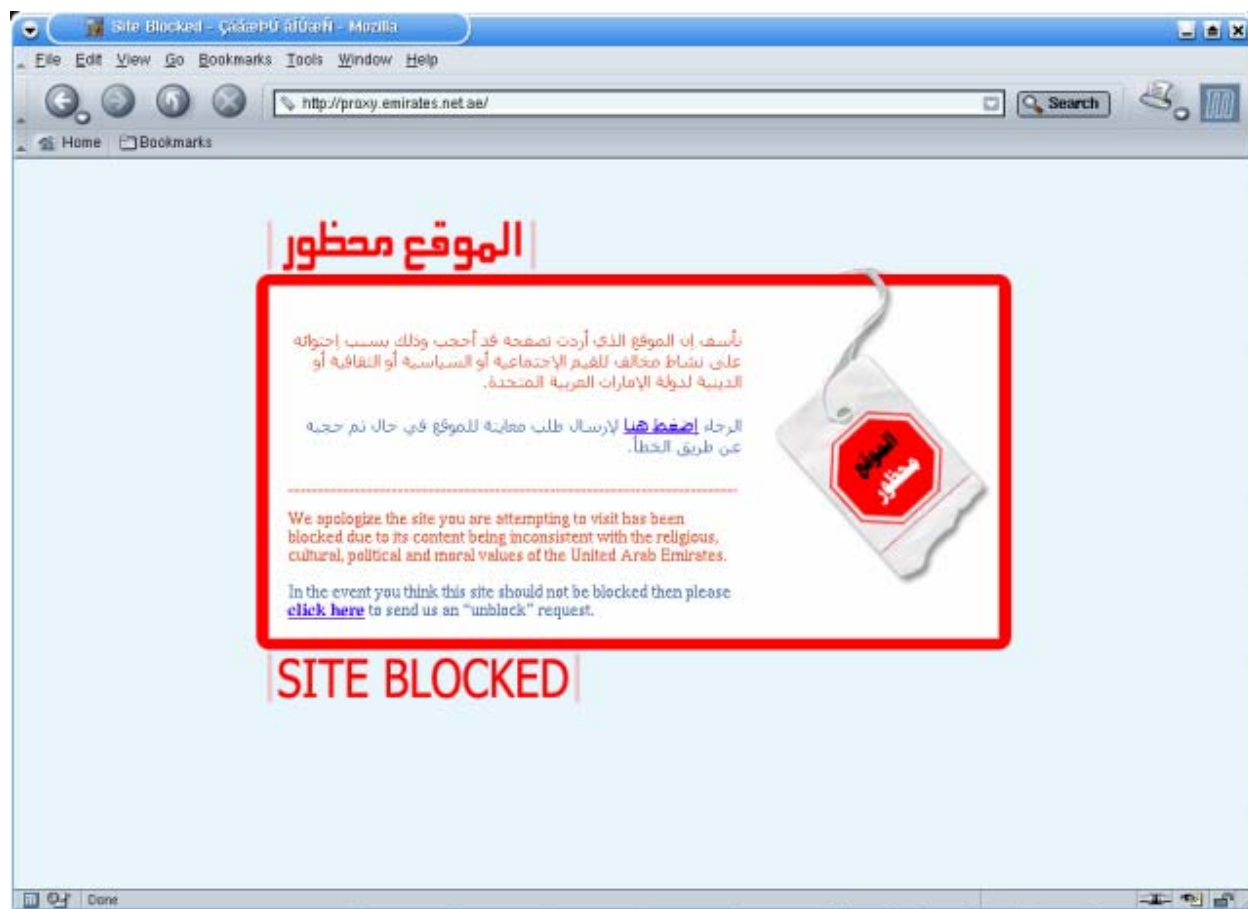 Site Blocked - ÇáãæÞÚ ãÍÙæÑ - Mozilla
File Edit View Go Bookmarks Tools Window Help
http://proxy.emirates.net.ae/ Search
Home Bookmarks
الموقع محظور
نأسف إن الموقع الذي أردت تصفحه قد أحجب وذلك بسبب إحتوائه
على نشاط مخالف للقيم الإجتماعية أو السياسية أو الثقافية أو
الدينية لدولة الإمارات العربية المتحدة.
الرجاء إضغط هنا لإرسال طلب معاينة للموقع في حال تم حجبه
عن طريق الخطأ.
الموقع
محظور
We apologize the site you are attempting to visit has been
blocked due to its content being inconsistent with the religious,
cultural, political and moral values of the United Arab Emirates.
In the event you think this site should not be blocked then please
click here to send us an “unblock” request.
SITE BLOCKED
Done